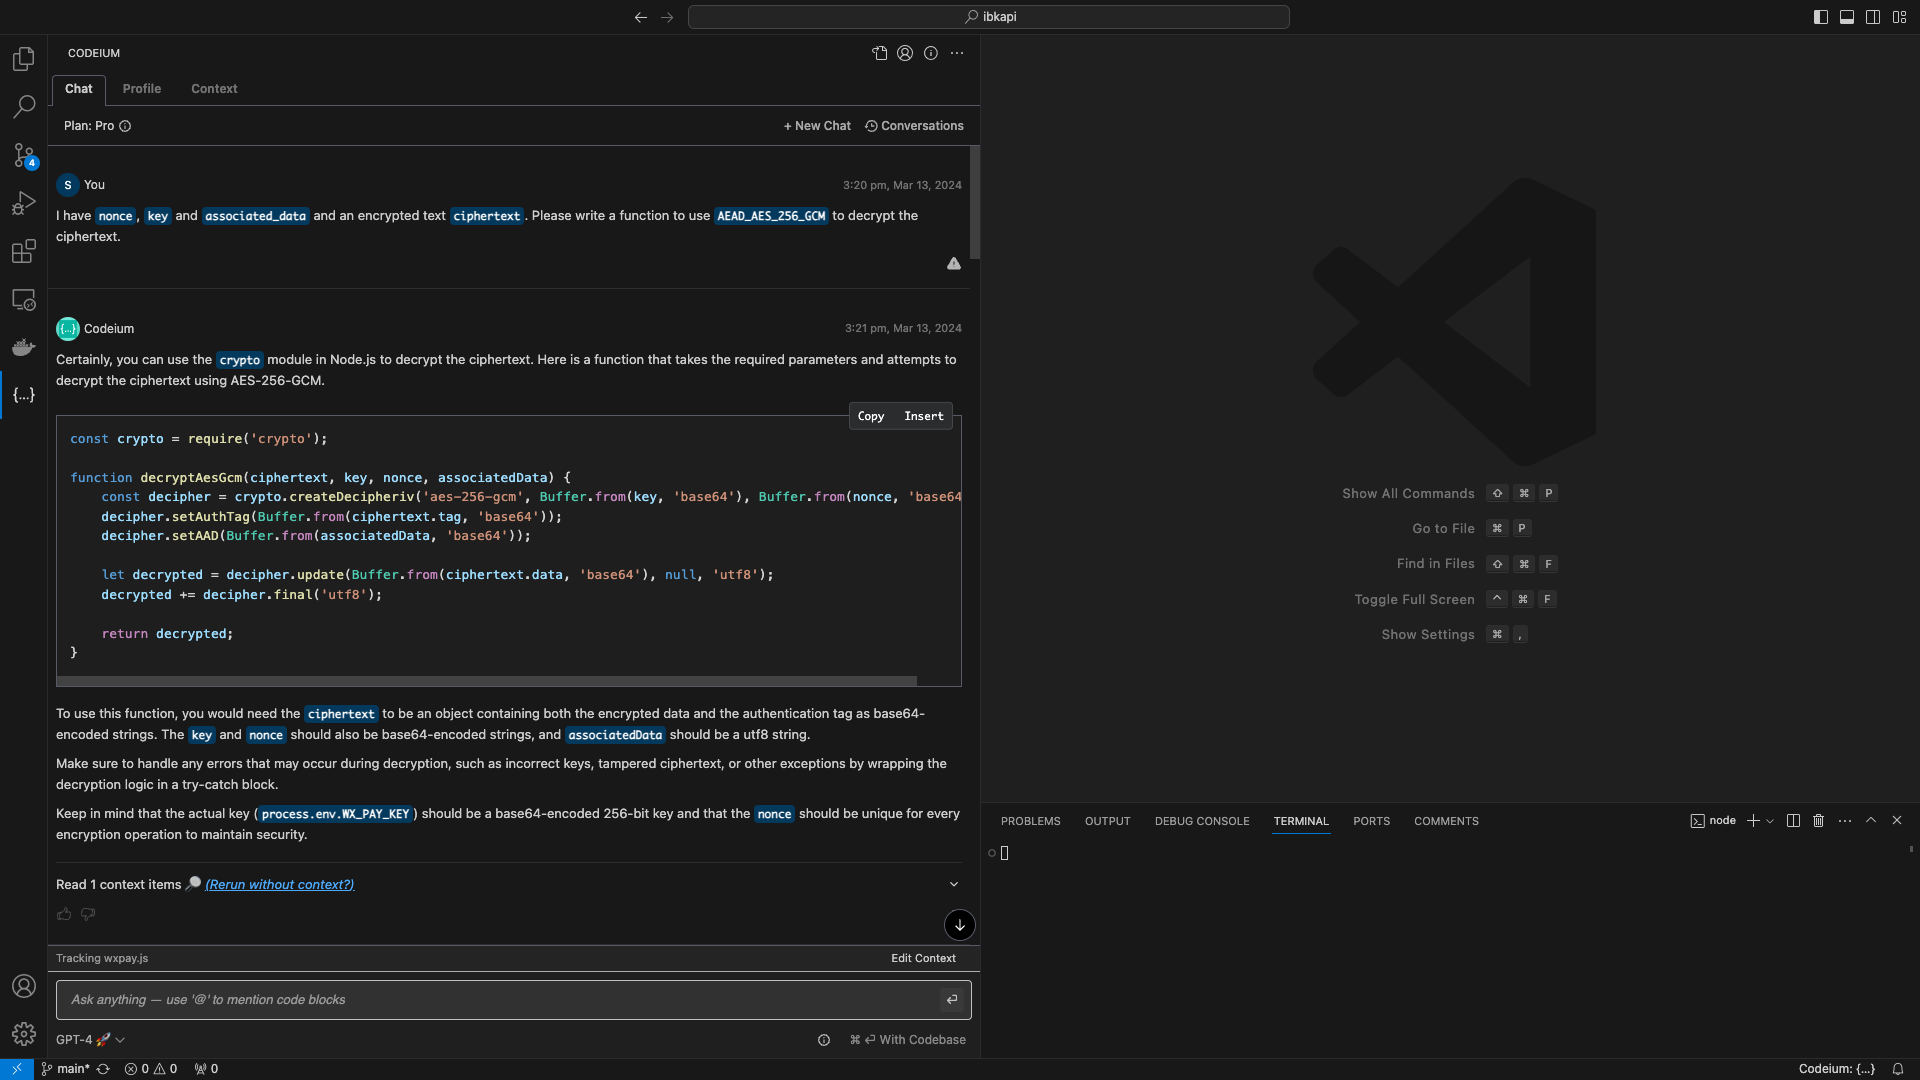 ibkapi
CODEIUM
Chat Profile Context
Plan: Pro
+ New Chat Conversations
S You 3:20 pm, Mar 13, 2024
I have nonce, key and associated_data and an encrypted text ciphertext. Please write a function to use AEAD_AES_256_GCM to decrypt the
ciphertext.
{...} Codeium 3:21 pm, Mar 13, 2024
Certainly, you can use the crypto module in Node.js to decrypt the ciphertext. Here is a function that takes the required parameters and attempts to
decrypt the ciphertext using AES-256-GCM.
Copy Insert
const crypto = require('crypto');
function decryptAesGcm(ciphertext, key, nonce, associatedData) {
const decipher = crypto.createDecipheriv('aes-256-gcm', Buffer.from(key, 'base64'), Buffer.from(nonce, 'base64
decipher.setAuthTag(Buffer.from(ciphertext.tag, 'base64'));
decipher.setAAD(Buffer.from(associatedData, 'base64'));
let decrypted = decipher.update(Buffer.from(ciphertext.data, 'base64'), null, 'utf8');
decrypted += decipher.final('utf8');
return decrypted;
}
To use this function, you would need the ciphertext to be an object containing both the encrypted data and the authentication tag as base64-
encoded strings. The key and nonce should also be base64-encoded strings, and associatedData should be a utf8 string.
Make sure to handle any errors that may occur during decryption, such as incorrect keys, tampered ciphertext, or other exceptions by wrapping the
decryption logic in a try-catch block.
Keep in mind that the actual key (process.env.WX_PAY_KEY) should be a base64-encoded 256-bit key and that the nonce should be unique for every
encryption operation to maintain security.
Read 1 context items (Rerun without context?)
Tracking wxpay.js Edit Context
Ask anything — use '@' to mention code blocks
GPT-4 🚀 ⌘ ⏎ With Codebase
4
{...}
Show All Commands ⇧ ⌘ P
Go to File ⌘ P
Find in Files ⇧ ⌘ F
Toggle Full Screen ^ ⌘ F
Show Settings ⌘ ,
PROBLEMS OUTPUT DEBUG CONSOLE TERMINAL PORTS COMMENTS
node
main* 0 0 0
Codeium: {...}